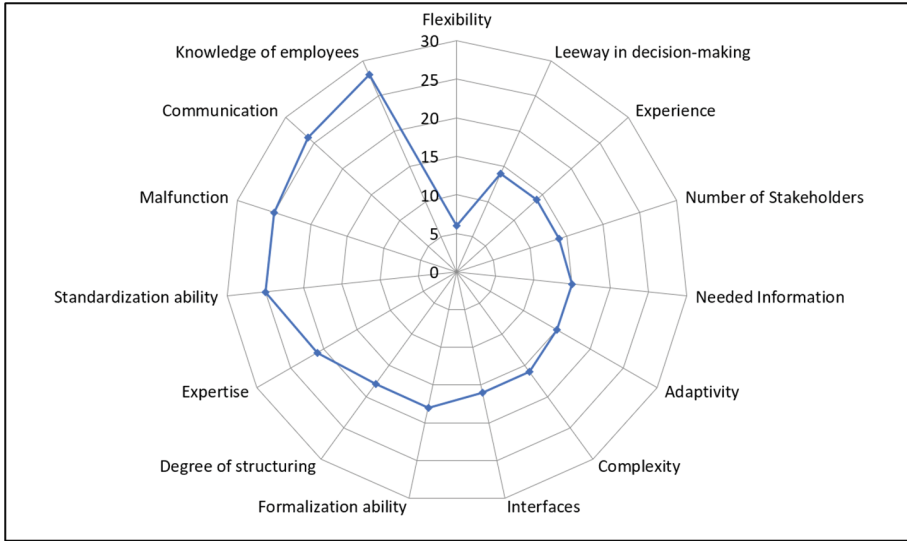 Flexibility
Knowledge of employees
Leeway in decision-making
Communication
Experience
Malfunction
Number of Stakeholders
Standardization ability
Needed Information
Expertise
Adaptivity
Degree of structuring
Complexity
Formalization ability
Interfaces
30
25
20
15
10
5
0